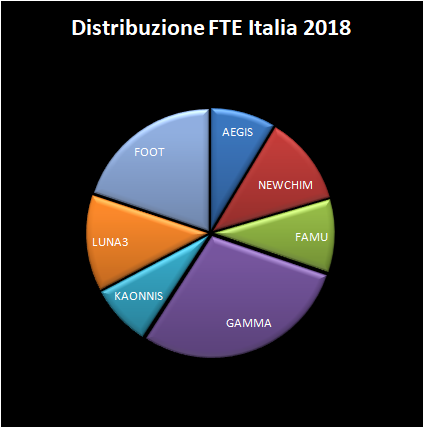 Distribuzione FTE Italia 2018
AEGIS
FOOT
NEWCHIM
FAMU
LUNA3
KAONNIS
GAMMA